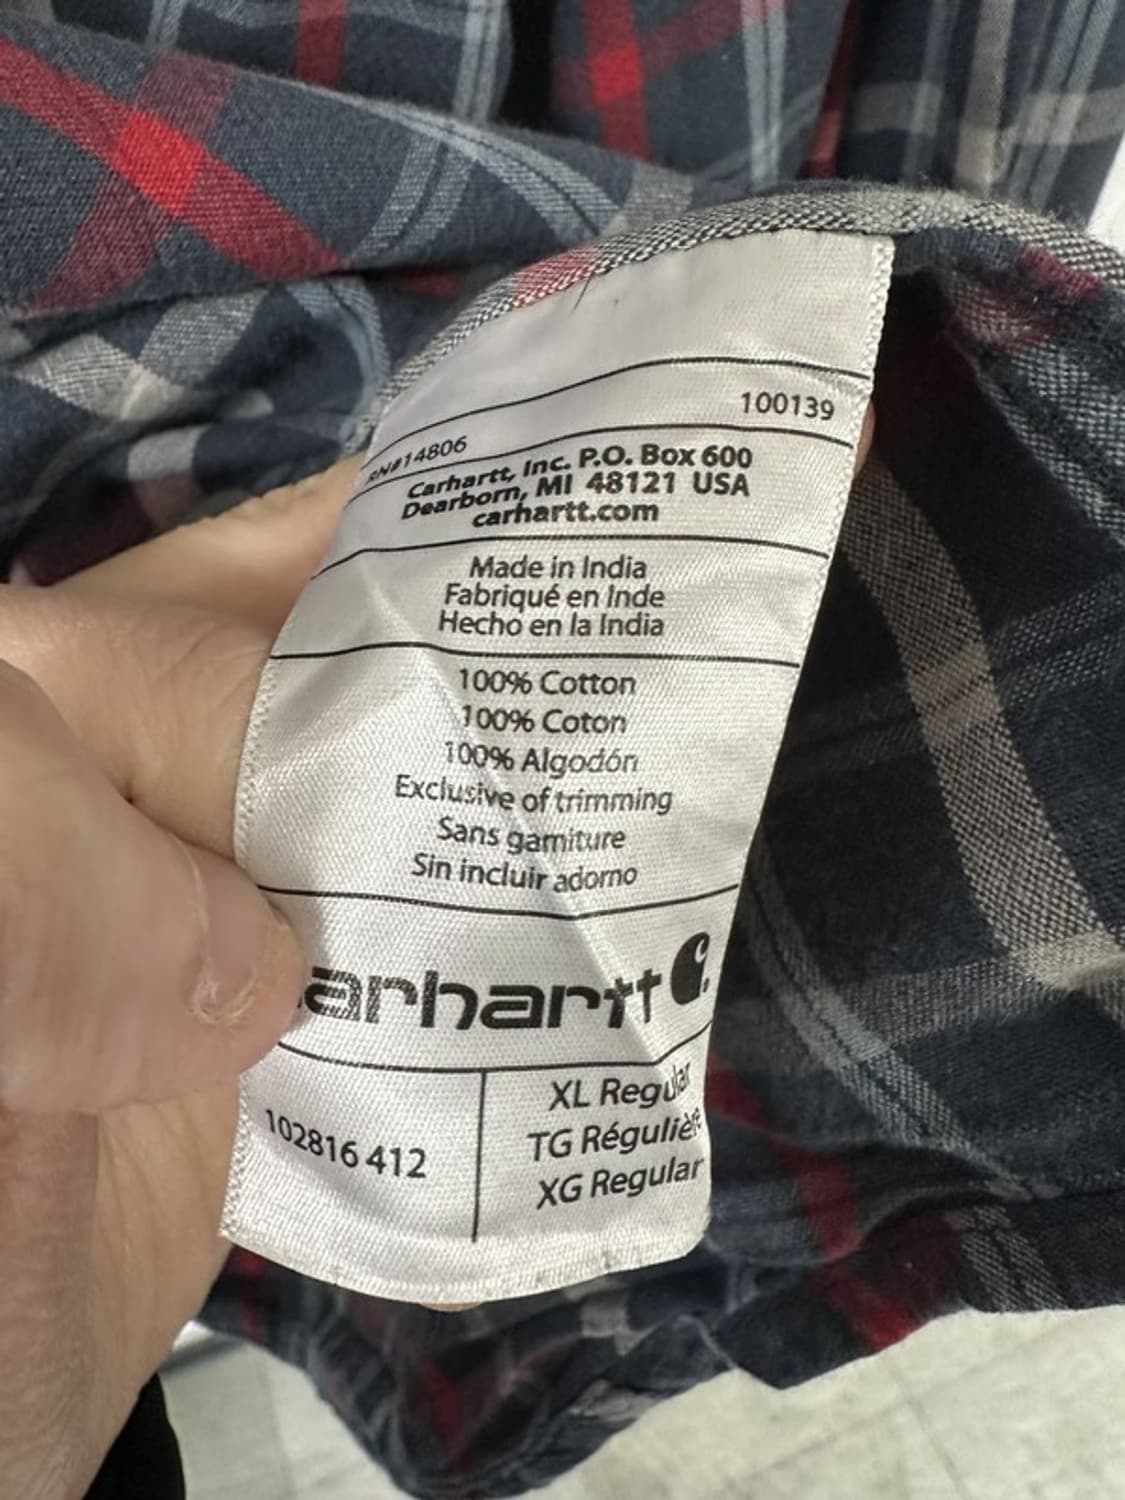 100139
RN#14806
Carhartt, Inc. P.O. Box 600
Dearborn, MI 48121 USA
carhartt.com
Made in India
Fabriqué en Inde
Hecho en la India
100% Cotton
100% Coton
100% Algodón
Exclusive of trimming
Sans garniture
Sin incluir adorno
arhartt
102816 412
XL Regular
TG Régulière
XG Regular